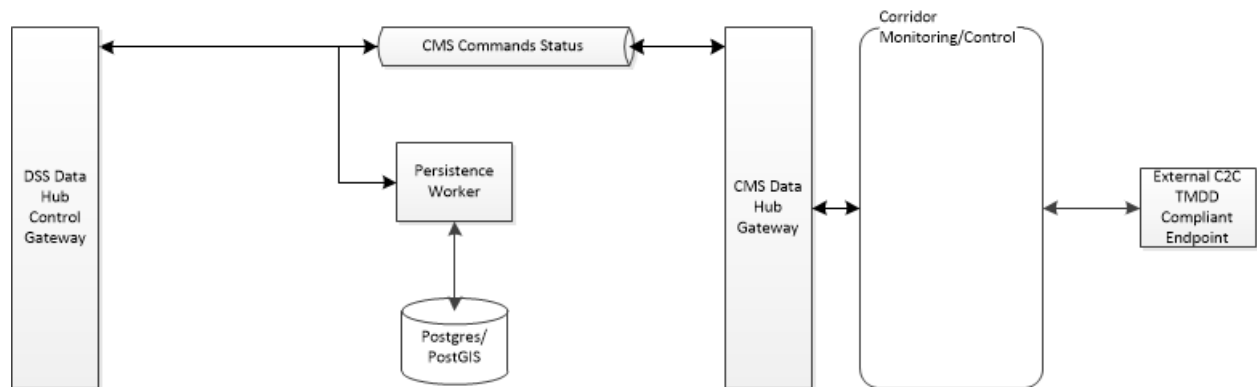 Corridor
Monitoring/Control
CMS Commands Status
DSS Data
Hub
Control
Gateway
Persistence
Worker
CMS Data
Hub
Gateway
External C2C
TMDD
Compliant
Endpoint
Postgres/
PostGIS